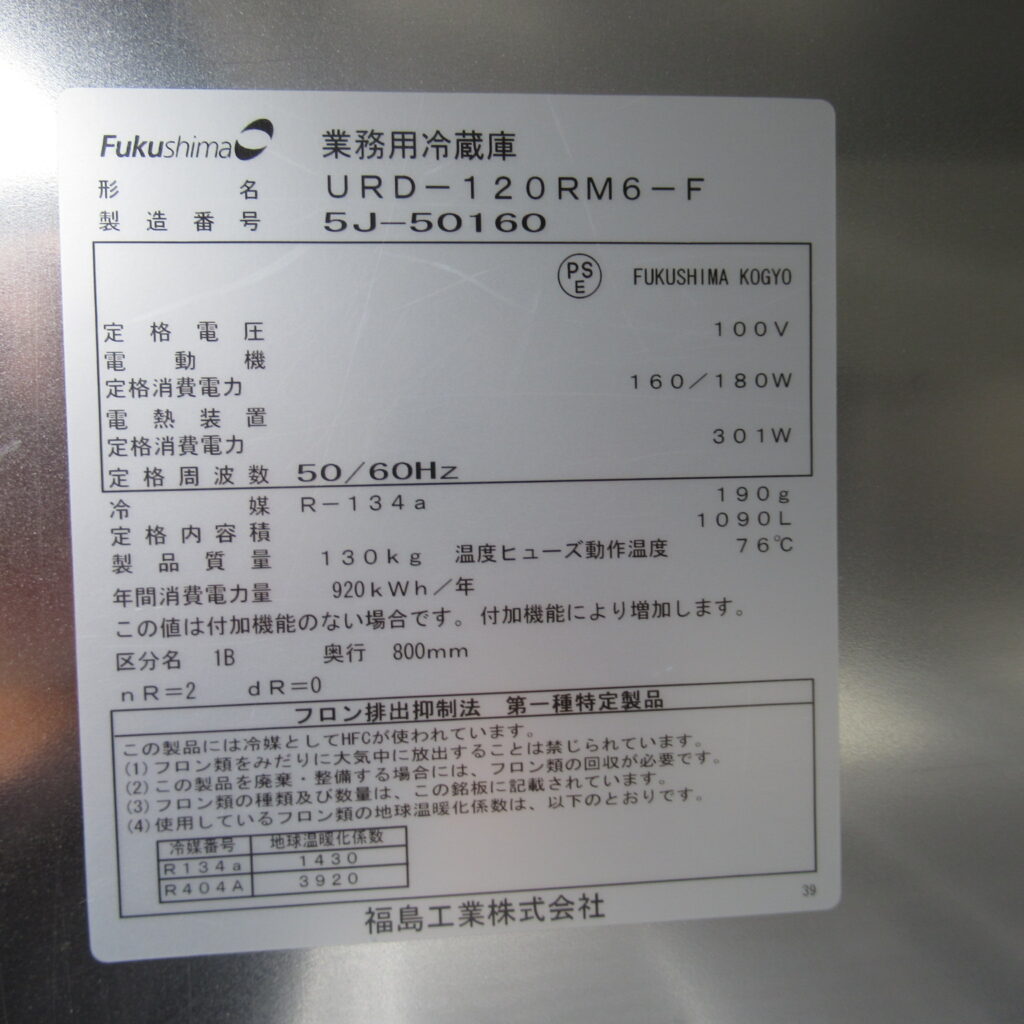 Fukushima 業務用冷蔵庫
形名 URD-120RM6-F
製造番号 5J-50160
PSE FUKUSHIMA KOGYO
定格電圧 100V
電動機
定格消費電力 160/180W
電熱装置
定格消費電力 301W
定格周波数 50/60Hz
冷媒 R-134a 190g
定格内容積 1090L
製品質量 130kg 温度ヒューズ動作温度 76℃
年間消費電力量 920kWh/年
この値は付加機能のない場合です。付加機能により増加します。
区分名 1B 奥行 800mm
nR=2 dR=0
フロン排出抑制法 第一種特定製品
この製品には冷媒としてHFCが使われています。
(1)フロン類をみだりに大気中に放出することは禁じられています。
(2)この製品を廃棄・整備する場合には、フロン類の回収が必要です。
(3)フロン類の種類及び数量は、この銘板に記載されています。
(4)使用しているフロン類の地球温暖化係数は、以下のとおりです。
冷媒番号 地球温暖化係数
R134a 1430
R404A 3920
39
福島工業株式会社